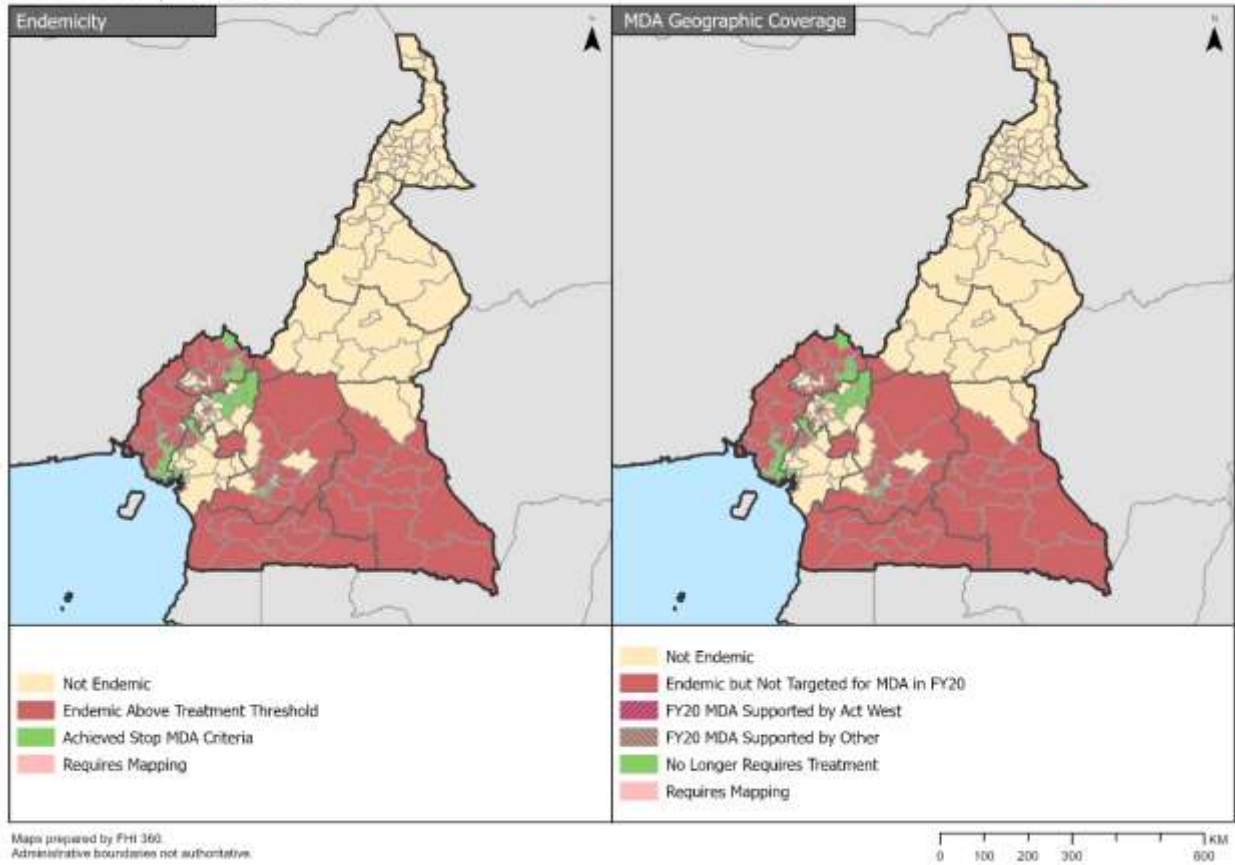 Endemicity
N
Not Endemic
Endemic Above Treatment Threshold
Achieved Stop MDA Criteria
Requires Mapping
MDA Geographic Coverage
N
Not Endemic
Endemic but Not Targeted for MDA in FY20
FY20 MDA Supported by Act West
FY20 MDA Supported by Other
No Longer Requires Treatment
Requires Mapping
Maps prepared by FHI 360.
Administrative boundaries not authoritative.
KM
0 100 200 300 600